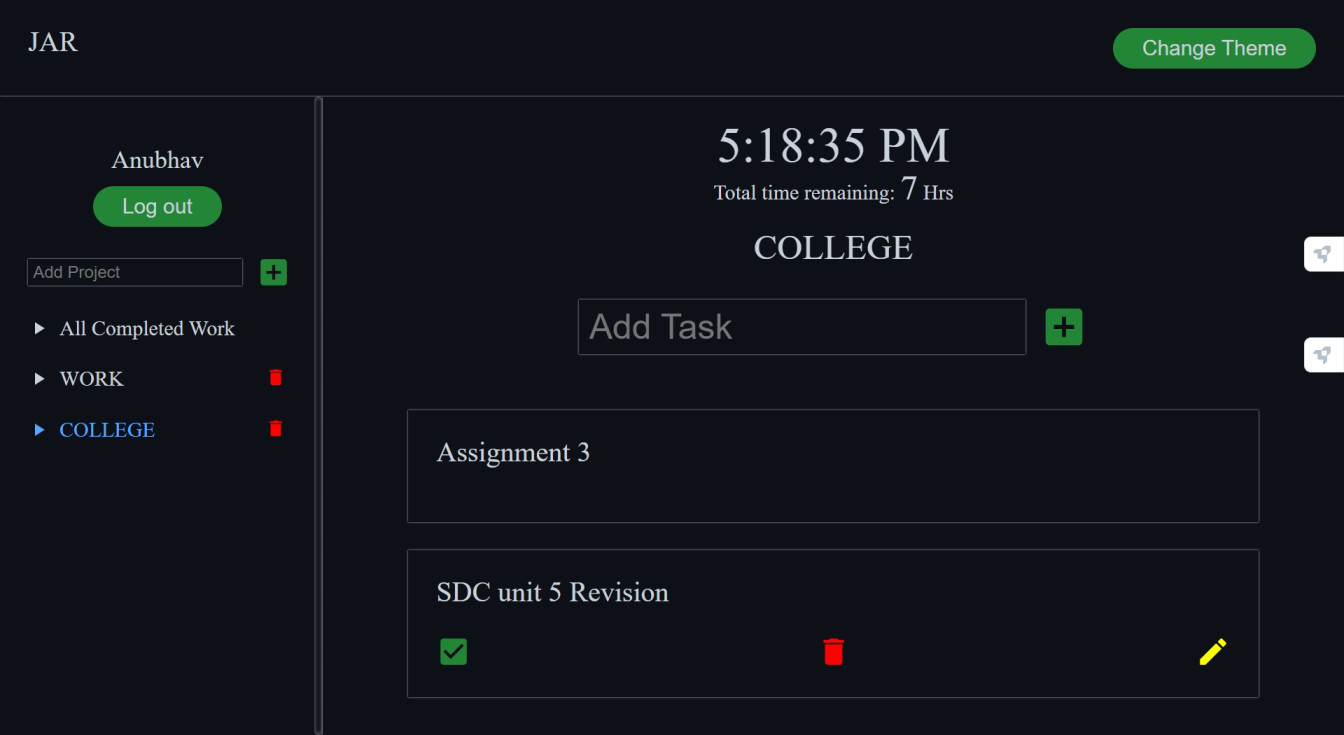 JAR
Change Theme
Anubhav
Log out
Add Project
All Completed Work
WORK
COLLEGE
5:18:35 PM
Total time remaining: 7 Hrs
COLLEGE
Add Task
Assignment 3
SDC unit 5 Revision